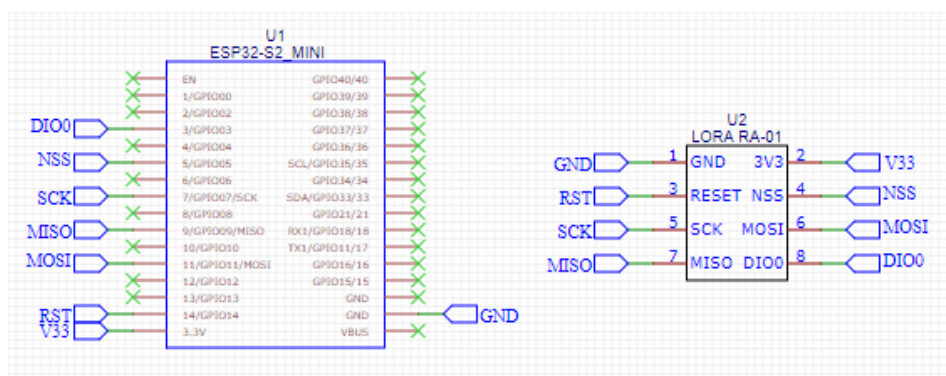 U1
ESP32-S2_MINI
EN GPIO40/40
1/GPIO00 GPIO39/39
2/GPIO02 GPIO38/38
DIO0 3/GPIO03 GPIO37/37
4/GPIO04 GPIO36/36
NSS 5/GPIO05 SCL/GPIO35/35
6/GPIO06 GPIO34/34
SCK 7/GPIO07/SCK SDA/GPIO33/33
8/GPIO08 GPIO21/21
MISO 9/GPIO09/MISO RX1/GPIO18/18
10/GPIO10 TX1/GPIO11/17
MOSI 11/GPIO11/MOSI GPIO16/16
12/GPIO12 GPIO15/15
13/GPIO13 GND
RST 14/GPIO14 GND GND
V33 3.3V VBUS
U2
LORA RA-01
GND 1 GND 3V3 2 V33
RST 3 RESET NSS 4 NSS
SCK 5 SCK MOSI 6 MOSI
MISO 7 MISO DIO0 8 DIO0